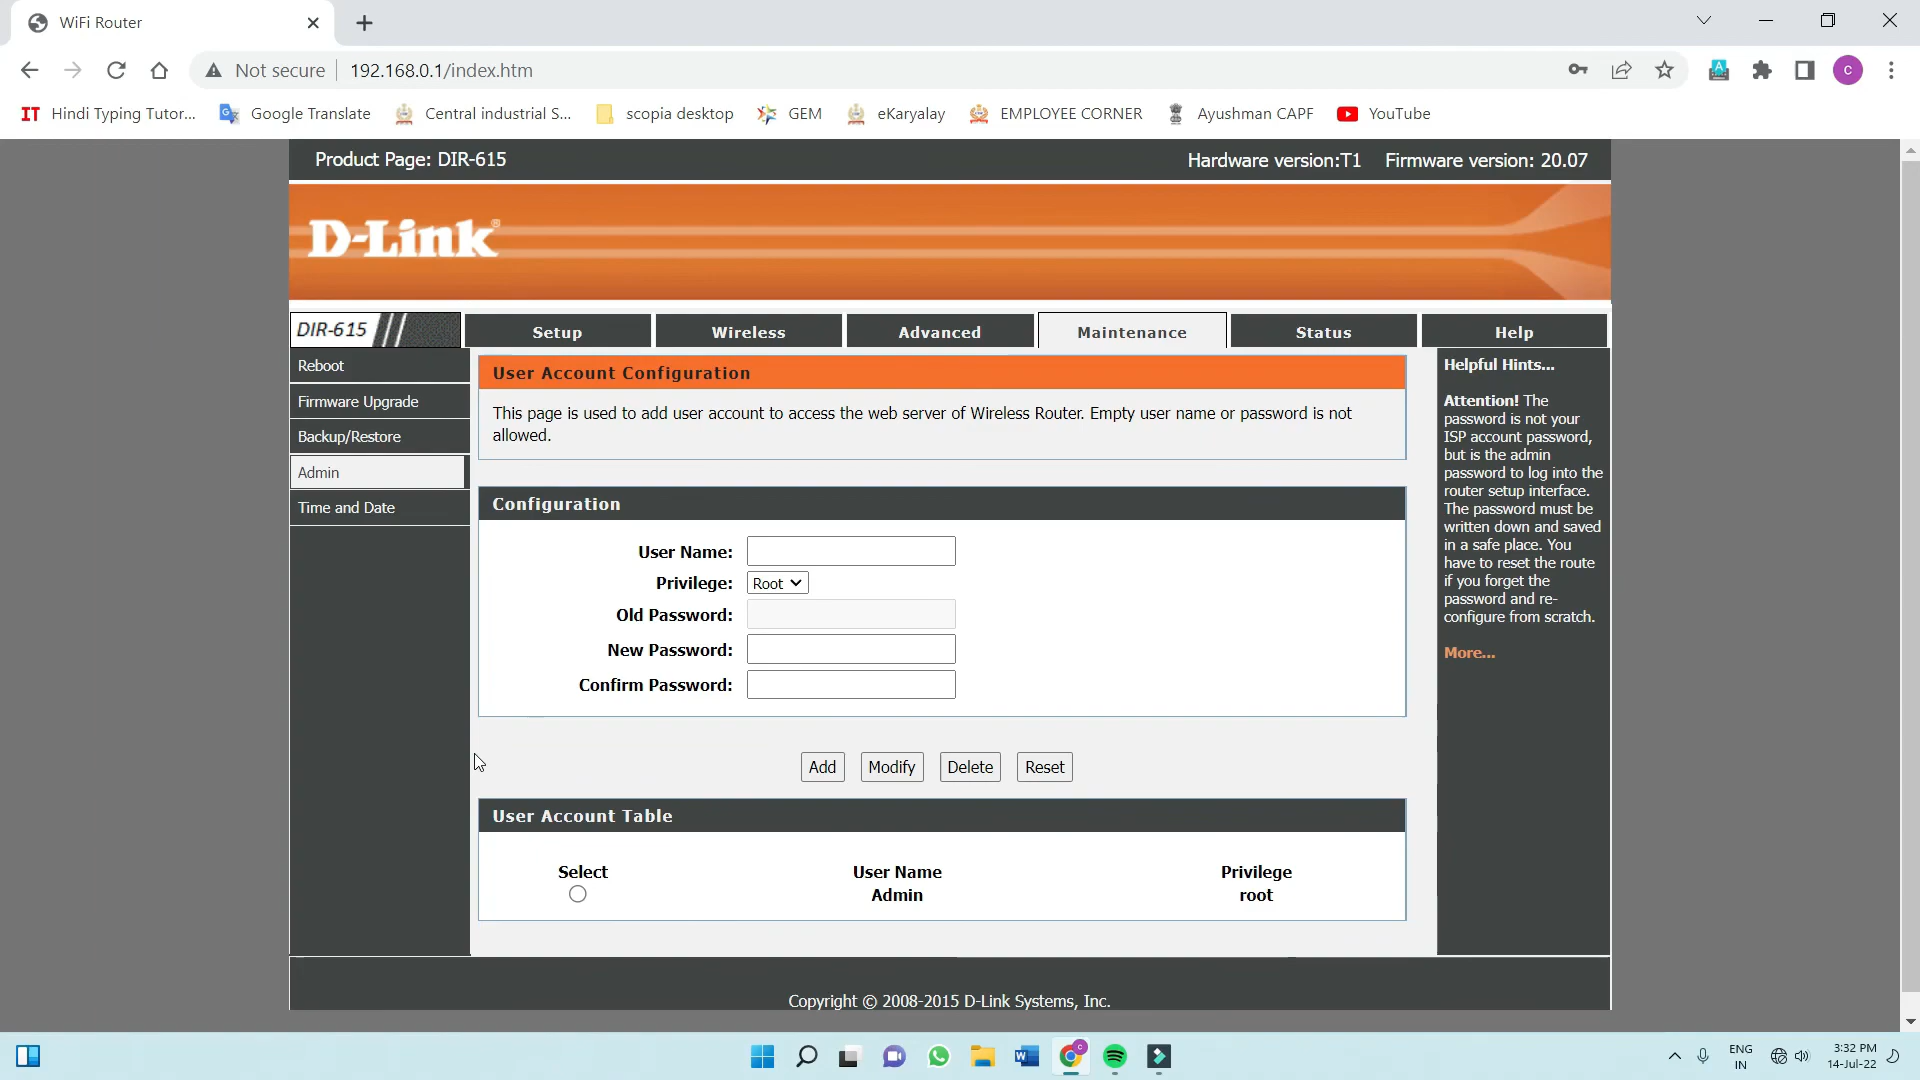 WiFi Router
Not secure
192.168.0.1/index.htm
c
IT Hindi Typing Tutor...
Google Translate
Central industrial S...
scopia desktop
GEM
eKaryalay
EMPLOYEE CORNER
Ayushman CAPF
YouTube
Product Page: DIR-615
Hardware version:T1 Firmware version: 20.07
D-Link®
DIR-615
Setup
Wireless
Advanced
Maintenance
Status
Help
Reboot
Firmware Upgrade
Backup/Restore
Admin
Time and Date
User Account Configuration
This page is used to add user account to access the web server of Wireless Router. Empty user name or password is not
allowed.
Configuration
User Name:
Privilege: Root
Old Password:
New Password:
Confirm Password:
Add Modify Delete Reset
User Account Table
Select User Name Privilege
Admin root
Helpful Hints...
Attention! The
password is not your
ISP account password,
but is the admin
password to log into the
router setup interface.
The password must be
written down and saved
in a safe place. You
have to reset the route
if you forget the
password and re-
configure from scratch.
More...
Copyright © 2008-2015 D-Link Systems, Inc.
ENG
IN
3:32 PM
14-Jul-22